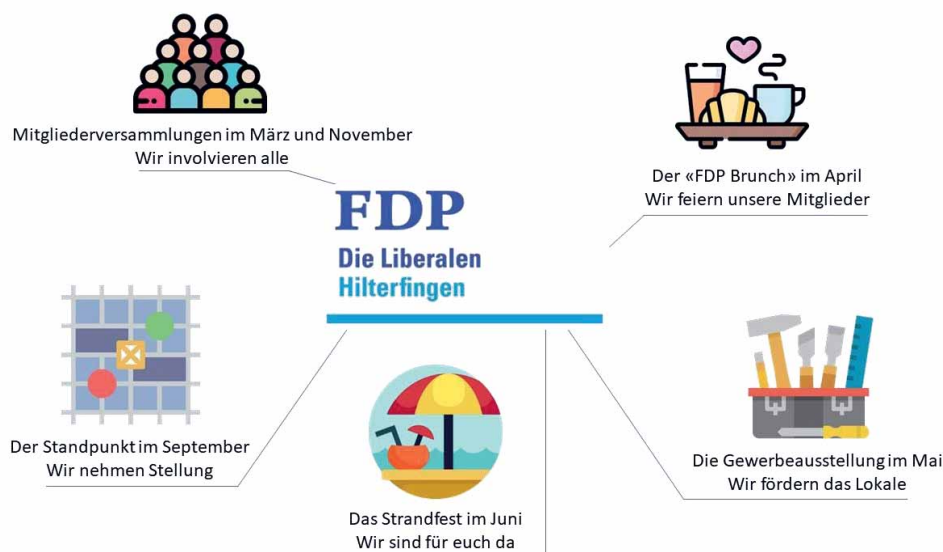 Mitgliederversammlungen im März und November
Wir involvieren alle
Der «FDP Brunch» im April
Wir feiern unsere Mitglieder
FDP
Die Liberalen
Hilterfingen
Der Standpunkt im September
Wir nehmen Stellung
Das Strandfest im Juni
Wir sind für euch da
Die Gewerbeausstellung im Mai
Wir fördern das Lokale